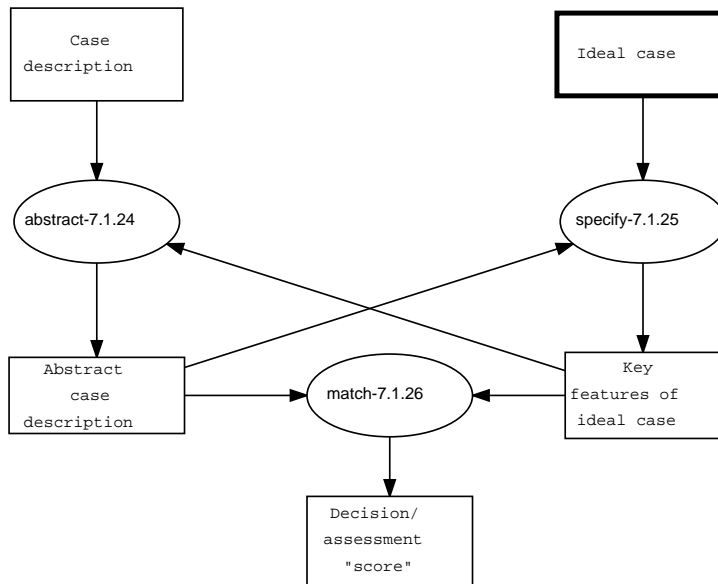 Case
description
Ideal case
abstract-7.1.24
specify-7.1.25
Abstract
case
description
match-7.1.26
Key
features of
ideal case
Decision/
assessment
"score"